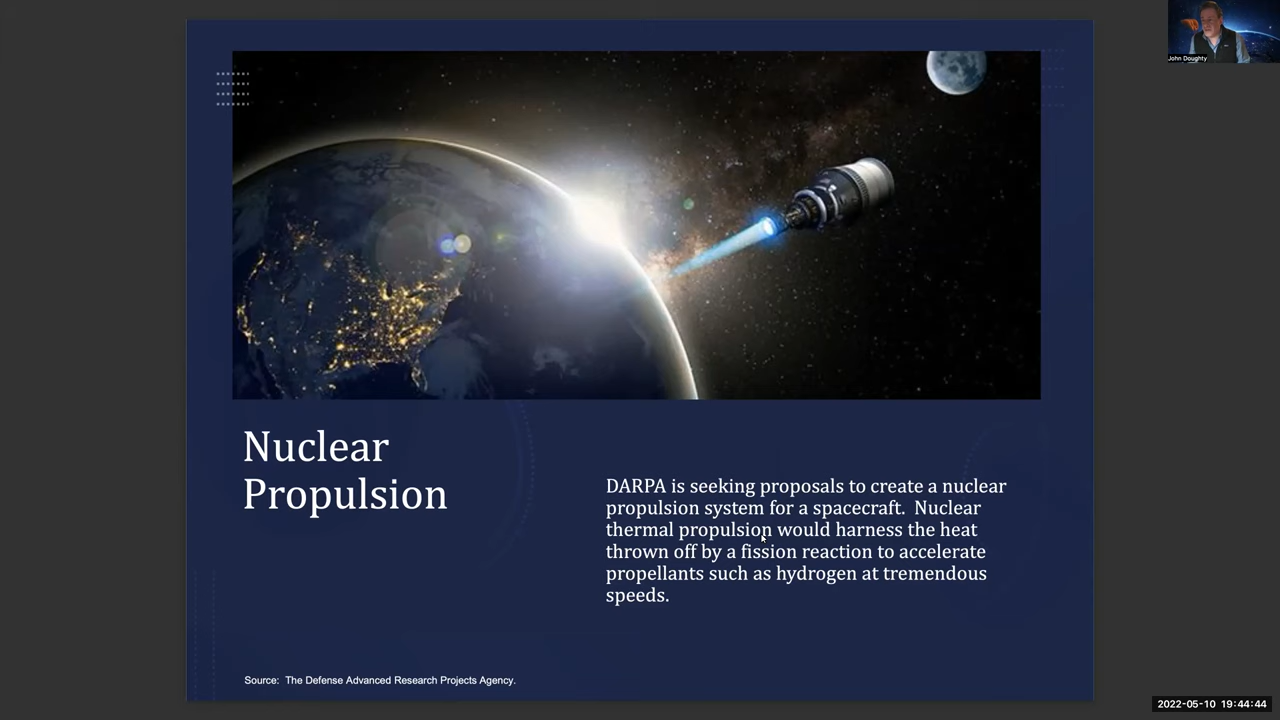 John Doughty
Nuclear
Propulsion
DARPA is seeking proposals to create a nuclear
propulsion system for a spacecraft.  Nuclear
thermal propulsion would harness the heat
thrown off by a fission reaction to accelerate
propellants such as hydrogen at tremendous
speeds.
Source:  The Defense Advanced Research Projects Agency.
2022-05-10  19:44:44